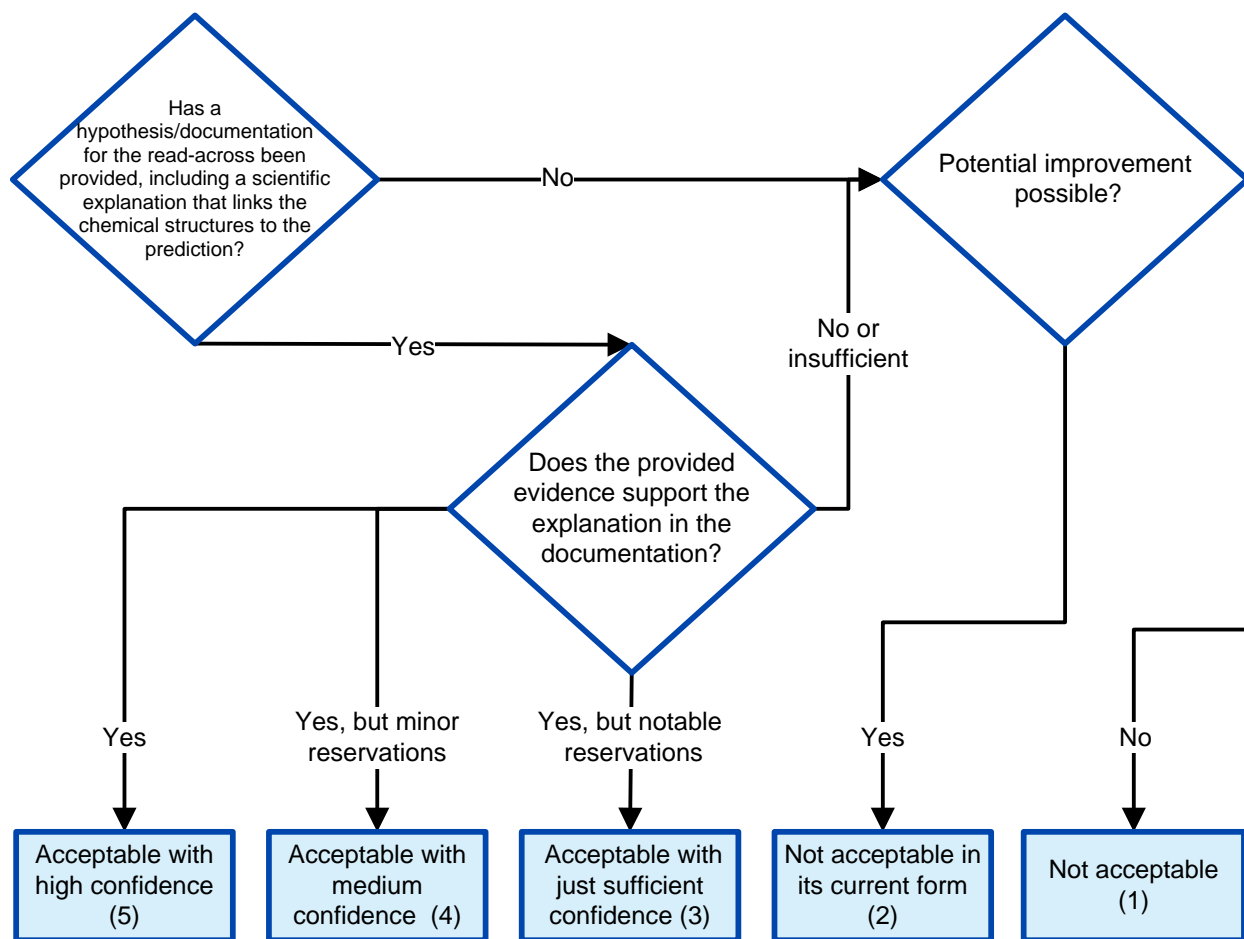 Has a
hypothesis/documentation
for the read-across been
provided, including a scientific
explanation that links the
chemical structures to the
prediction?
No
Potential improvement
possible?
Yes
No or
insufficient
Does the provided
evidence support the
explanation in the
documentation?
Yes
Yes, but minor
reservations
Yes, but notable
reservations
Yes
No
Acceptable with
high confidence
(5)
Acceptable with
medium
confidence (4)
Acceptable with
just sufficient
confidence (3)
Not acceptable in
its current form
(2)
Not acceptable
(1)